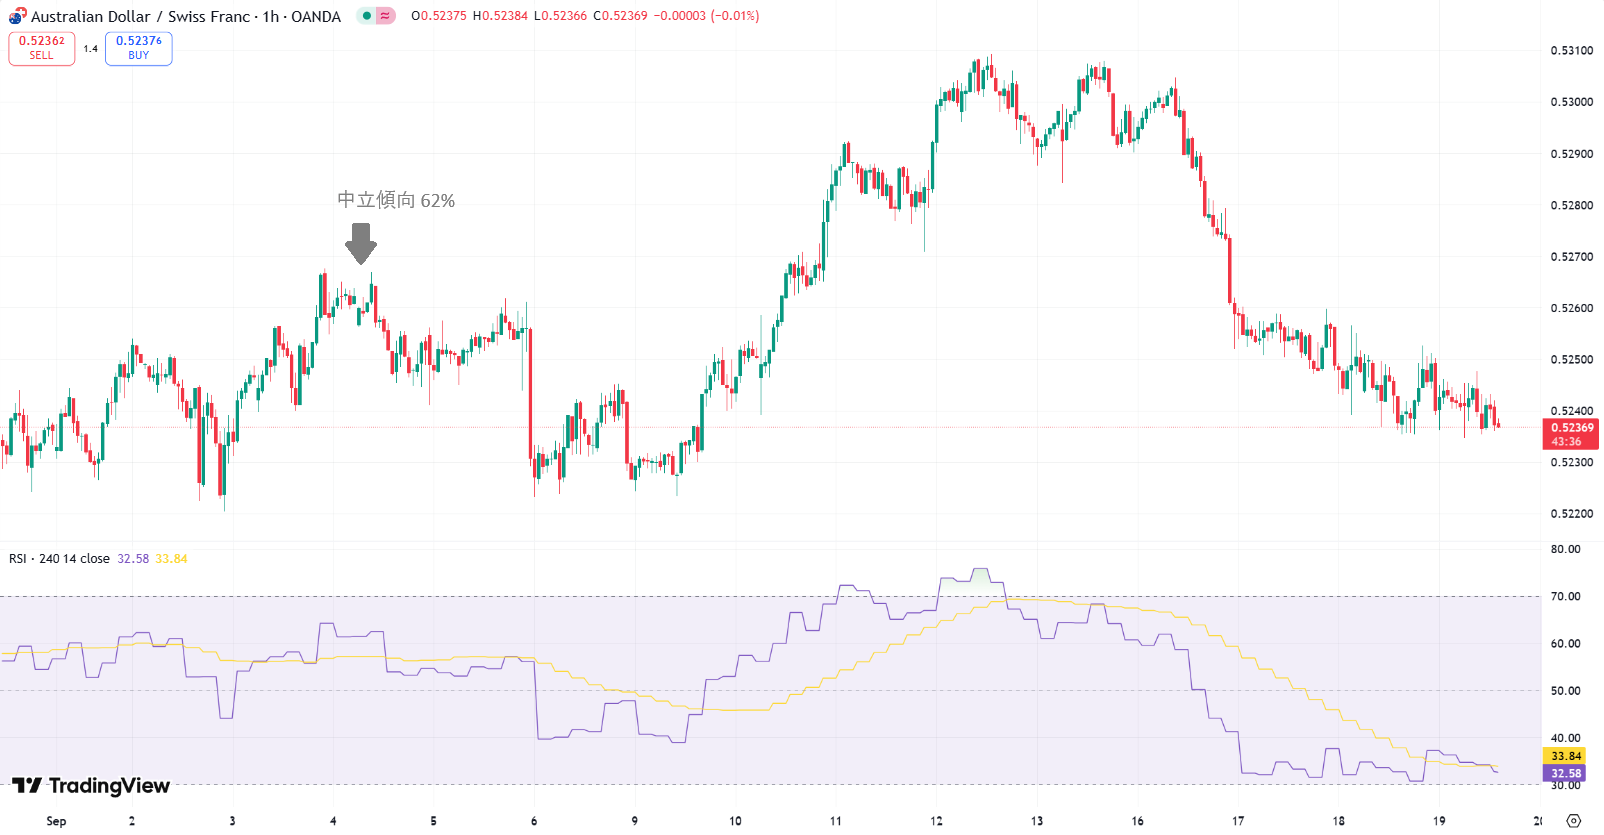 Australian Dollar / Swiss Franc · 1h · OANDA
O0.52375 H0.52384 L0.52366 C0.52369 −0.00003 (−0.01%)
0.52362
SELL
1.4
0.52376
BUY
中立傾向 62%
0.53100
0.53000
0.52900
0.52800
0.52700
0.52600
0.52500
0.52400
0.52369
43:36
0.52300
0.52200
RSI · 240 14 close 32.58 33.84
80.00
70.00
60.00
50.00
40.00
33.84
32.58
30.00
TradingView
Sep 2 3 4 5 6 9 10 11 12 13 16 17 18 19 20